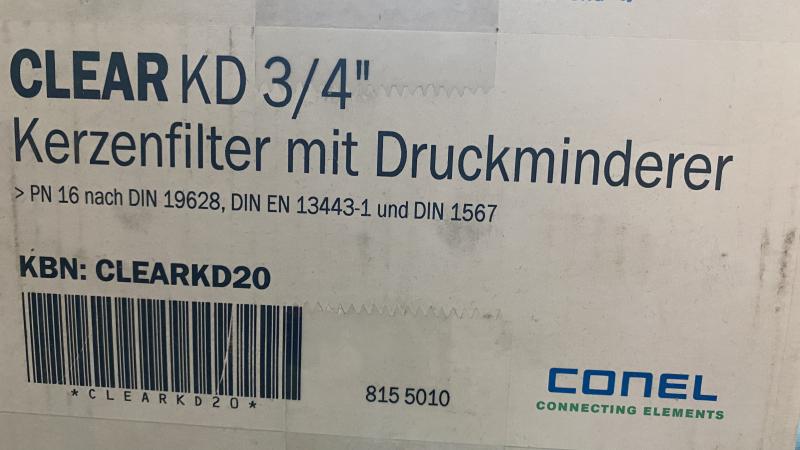 CLEAR KD 3/4"
Kerzenfilter mit Druckminderer
> PN 16 nach DIN 19628, DIN EN 13443-1 und DIN 1567
KBN: CLEARKD20
*CLEARKD20*
815 5010
CONEL
CONNECTING ELEMENTS